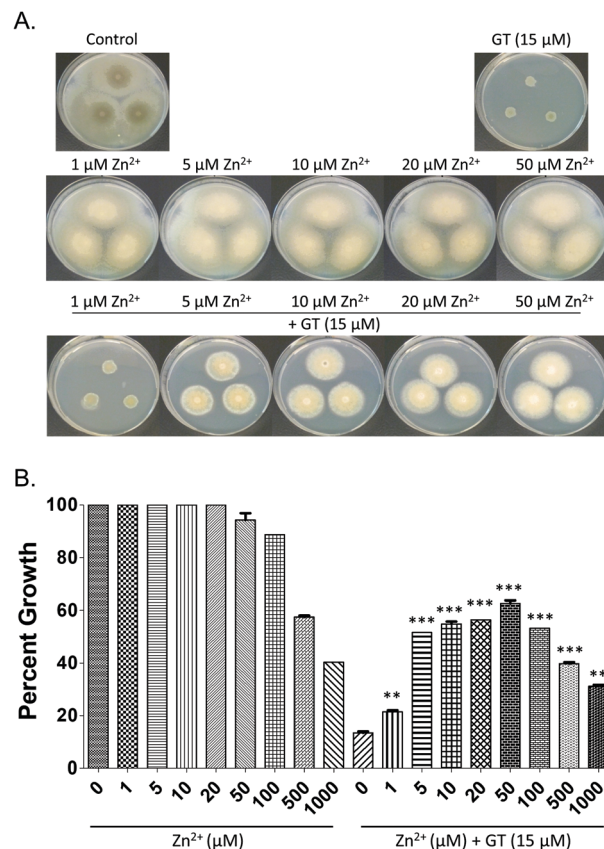 A.
Control GT (15 µM)
1 µM Zn²⁺ 5 µM Zn²⁺ 10 µM Zn²⁺ 20 µM Zn²⁺ 50 µM Zn²⁺
1 µM Zn²⁺ 5 µM Zn²⁺ 10 µM Zn²⁺ 20 µM Zn²⁺ 50 µM Zn²⁺
+ GT (15 µM)
B.
Percent Growth
100
80
60
40
20
0
** *** *** *** *** *** *** **
0 1 5 10 20 50 100 500 1000 0 1 5 10 20 50 100 500 1000
Zn²⁺ (µM) Zn²⁺ (µM) + GT (15 µM)